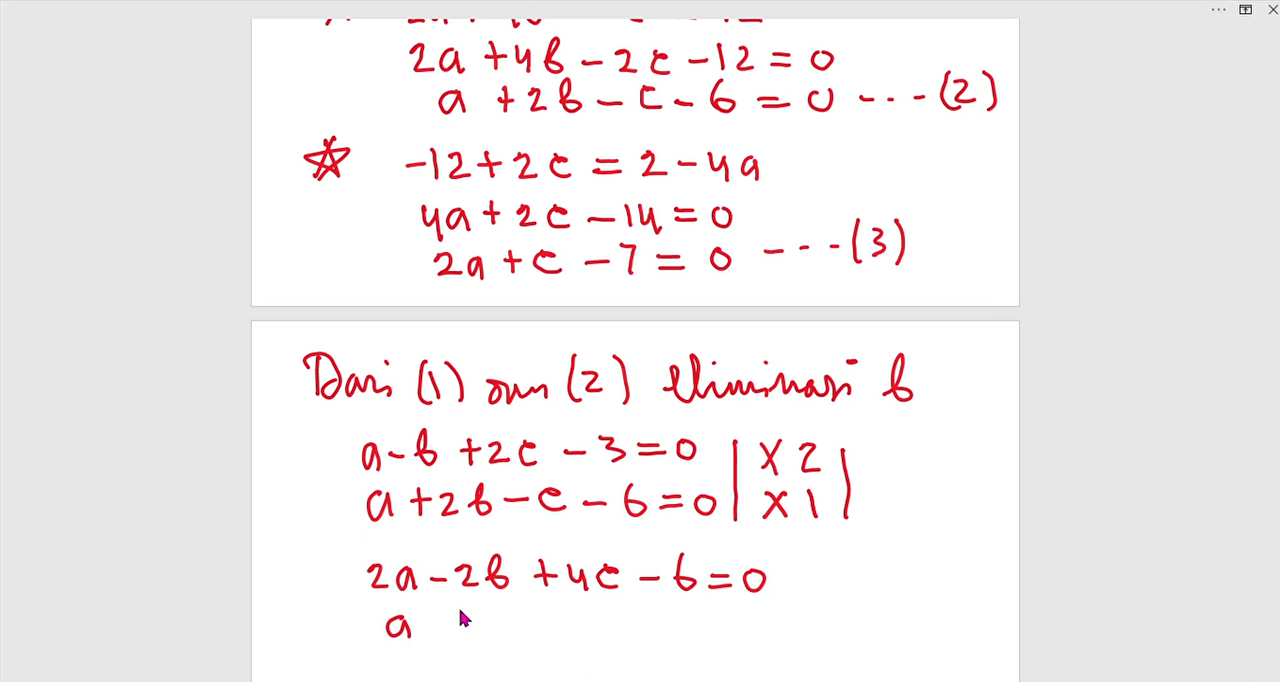 2a + 4b - 2c - 12 = 0
a + 2b - c - 6 = 0 --- (2)
☆ -12 + 2c = 2 - 4a
4a + 2c - 14 = 0
2a + c - 7 = 0 --- (3)
Dari (1) dan (2) eliminasi b
a - b + 2c - 3 = 0 | X 2 |
a + 2b - c - 6 = 0 | X 1 |
2a - 2b + 4c - 6 = 0
a